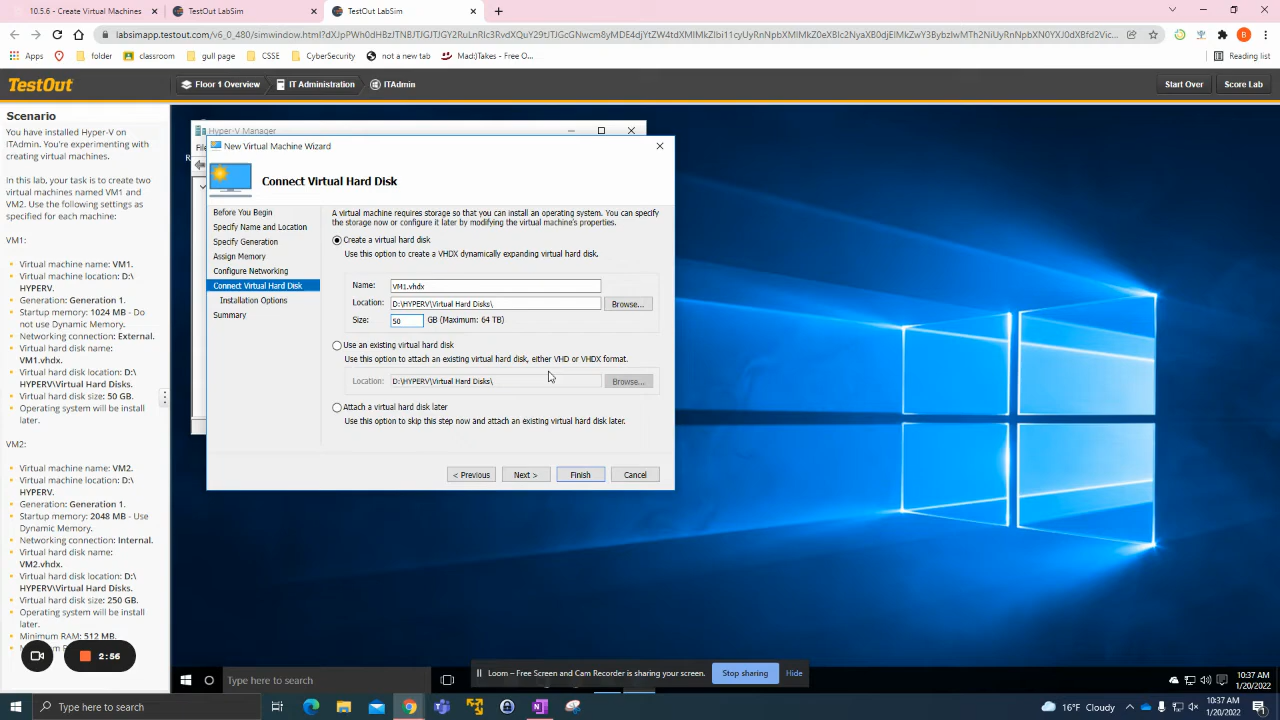 10.5.6 - Create Virtual Machines
TestOut LabSim
TestOut LabSim
labsimapp.testout.com/v6_0_480/simwindow.html?
Apps
folder
classroom
gull page
CSSE
CyberSecurity
not a new tab
Mad(t)akes - Free O...
Reading list
TestOut
Floor 1 Overview
IT Administration
ITAdmin
Start Over
Score Lab
Scenario
You have installed Hyper-V on
ITAdmin. You're experimenting with
creating virtual machines.
In this lab, your task is to create two
virtual machines named VM1 and
VM2. Use the following settings as
specified for each machine:
VM1:
Virtual machine name: VM1.
Virtual machine location: D:\
HYPERV.
Generation: Generation 1.
Startup memory: 1024 MB - Do
not use Dynamic Memory.
Networking connection: External.
Virtual hard disk name:
VM1.vhdx.
Virtual hard disk location: D:\
HYPERV\Virtual Hard Disks.
Virtual hard disk size: 50 GB.
Operating system will be installed
later.
VM2:
Virtual machine name: VM2.
Virtual machine location: D:\
HYPERV.
Generation: Generation 1.
Startup memory: 2048 MB - Use
Dynamic Memory.
Networking connection: Internal.
Virtual hard disk name:
VM2.vhdx.
Virtual hard disk location: D:\
HYPERV\Virtual Hard Disks.
Virtual hard disk size: 250 GB.
Operating system will be installed
later.
Minimum RAM: 512 MB.
2:56
Hyper-V Manager
New Virtual Machine Wizard
Connect Virtual Hard Disk
Before You Begin
Specify Name and Location
Specify Generation
Assign Memory
Configure Networking
Connect Virtual Hard Disk
Installation Options
Summary
A virtual machine requires storage so that you can install an operating system. You can specify
the storage now or configure it later by modifying the virtual machine's properties.
Create a virtual hard disk
Use this option to create a VHDX dynamically expanding virtual hard disk.
Name: VM1.vhdx
Location: D:\HYPERV\Virtual Hard Disks\ Browse...
Size: 50 GB (Maximum: 64 TB)
Use an existing virtual hard disk
Use this option to attach an existing virtual hard disk, either VHD or VHDX format.
Location: D:\HYPERV\Virtual Hard Disks\ Browse...
Attach a virtual hard disk later
Use this option to skip this step now and attach an existing virtual hard disk later.
< Previous Next > Finish Cancel
Type here to search
Loom – Free Screen and Cam Recorder is sharing your screen. Stop sharing Hide
10:37 AM
1/20/2022
Type here to search
16°F Cloudy
10:37 AM
1/20/2022